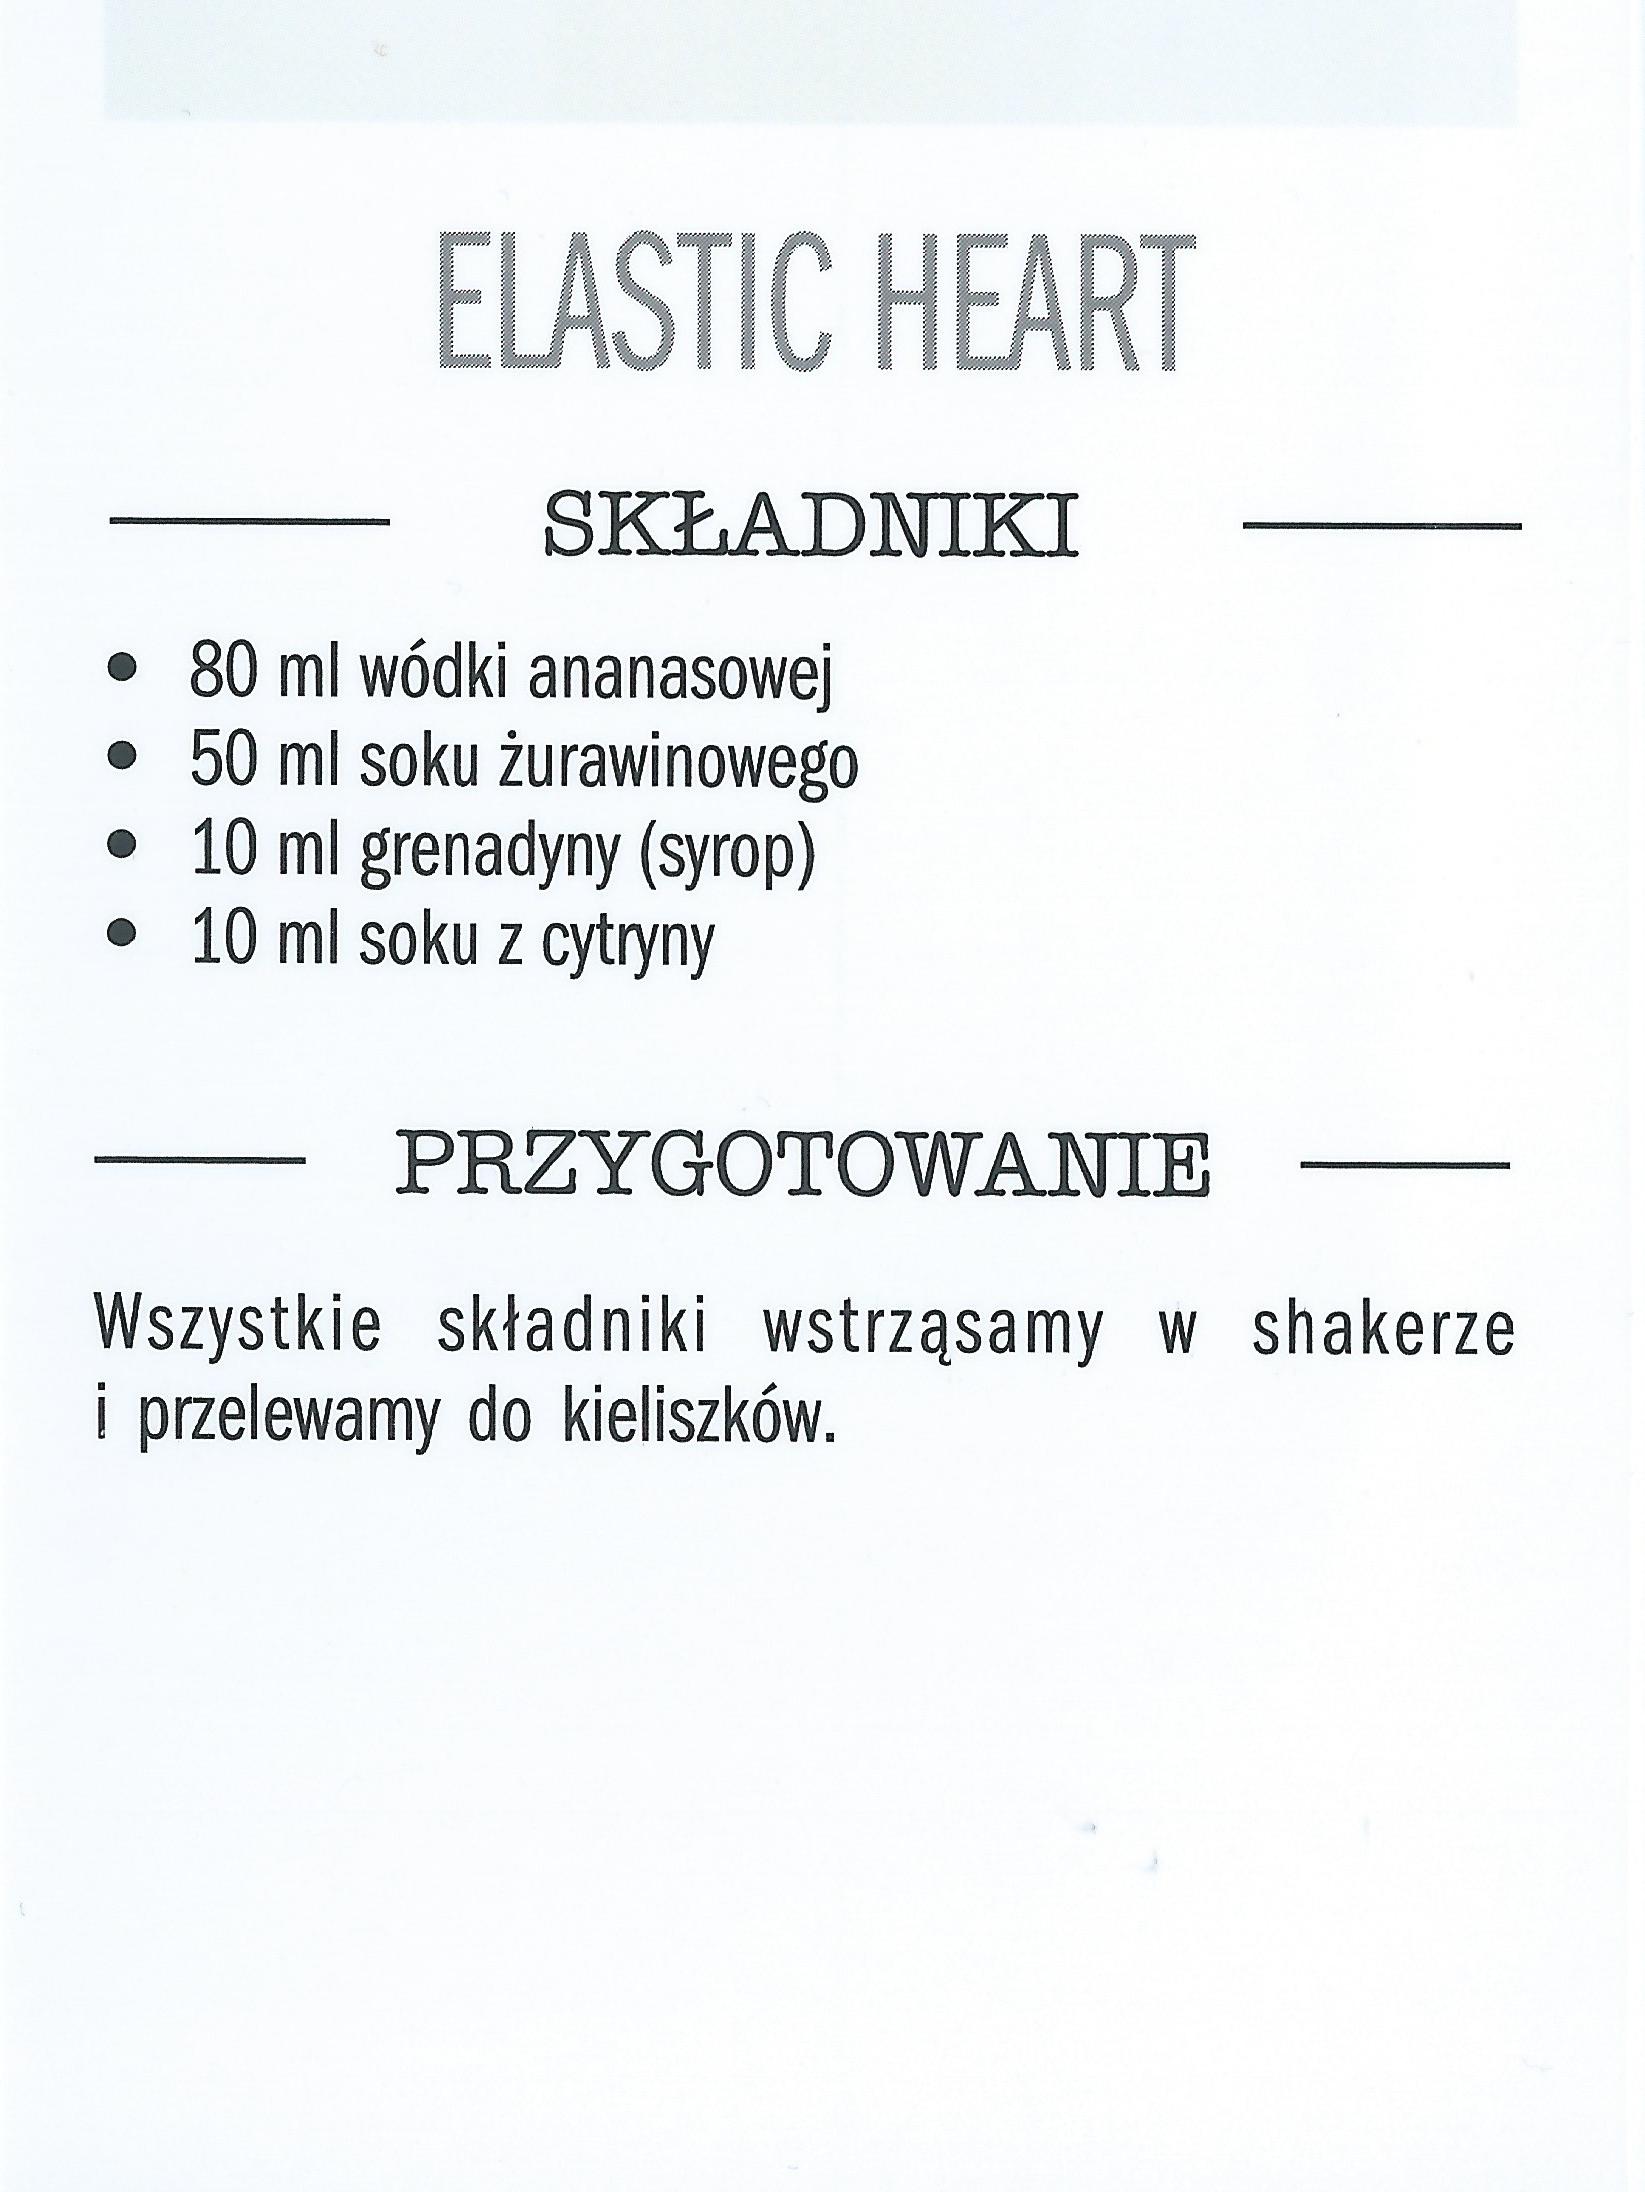 ELASTIC HEART
SKŁADNIKI
• 80 ml wódki ananasowej
• 50 ml soku żurawinowego
• 10 ml grenadyny (syrop)
• 10 ml soku z cytryny
PRZYGOTOWANIE
Wszystkie składniki wstrząsamy w shakerze
i przelewamy do kieliszków.